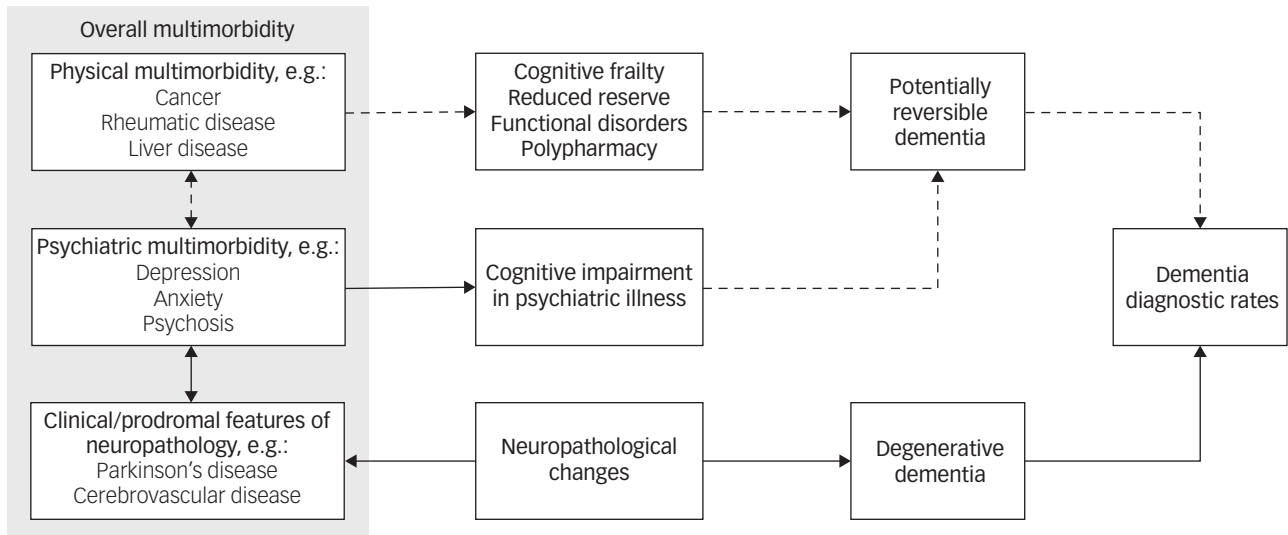 Overall multimorbidity
Physical multimorbidity, e.g.:
Cancer
Rheumatic disease
Liver disease
Cognitive frailty
Reduced reserve
Functional disorders
Polypharmacy
Potentially
reversible
dementia
Psychiatric multimorbidity, e.g.:
Depression
Anxiety
Psychosis
Cognitive impairment
in psychiatric illness
Dementia
diagnostic rates
Clinical/prodromal features of
neuropathology, e.g.:
Parkinson's disease
Cerebrovascular disease
Neuropathological
changes
Degenerative
dementia